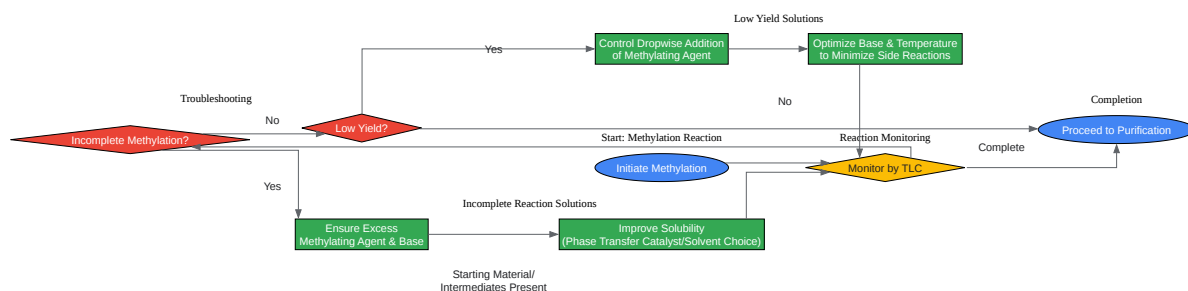 Low Yield Solutions
Yes
Control Dropwise Addition
of Methylating Agent
Optimize Base & Temperature
to Minimize Side Reactions
Troubleshooting
No
Completion
No
Incomplete Methylation?
Low Yield?
Proceed to Purification
Start: Methylation Reaction
Reaction Monitoring
Complete
Initiate Methylation
Monitor by TLC
Yes
Incomplete Reaction Solutions
Ensure Excess
Methylating Agent & Base
Improve Solubility
(Phase Transfer Catalyst/Solvent Choice)
Starting Material/
Intermediates Present